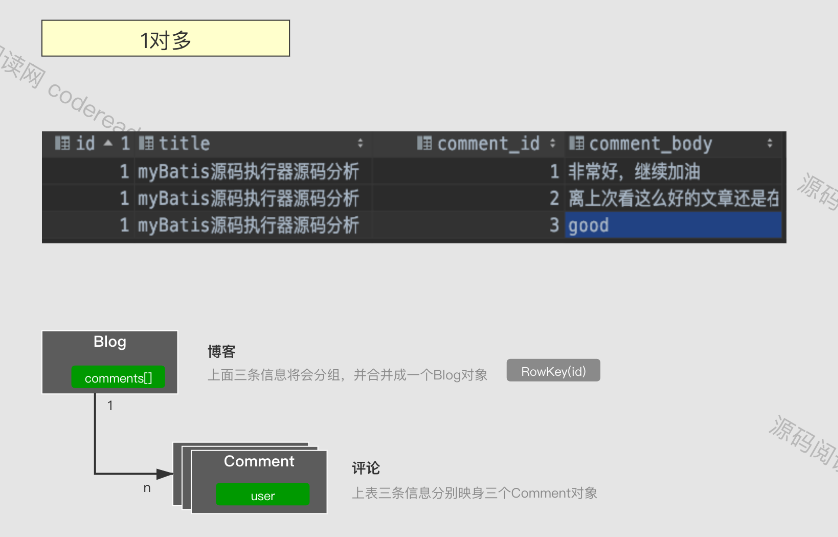 1对多
源码阅读网 coderead
id 1 title comment_id comment_body
1 myBatis源码执行器源码分析 1 非常好，继续加油
1 myBatis源码执行器源码分析 2 离上次看这么好的文章还是在
1 myBatis源码执行器源码分析 3 good
源码
Blog
comments[]
博客
上面三条信息将会分组，并合并成一个Blog对象
RowKey(id)
1
n
Comment
user
评论
上表三条信息分别映身三个Comment对象
源码阅读